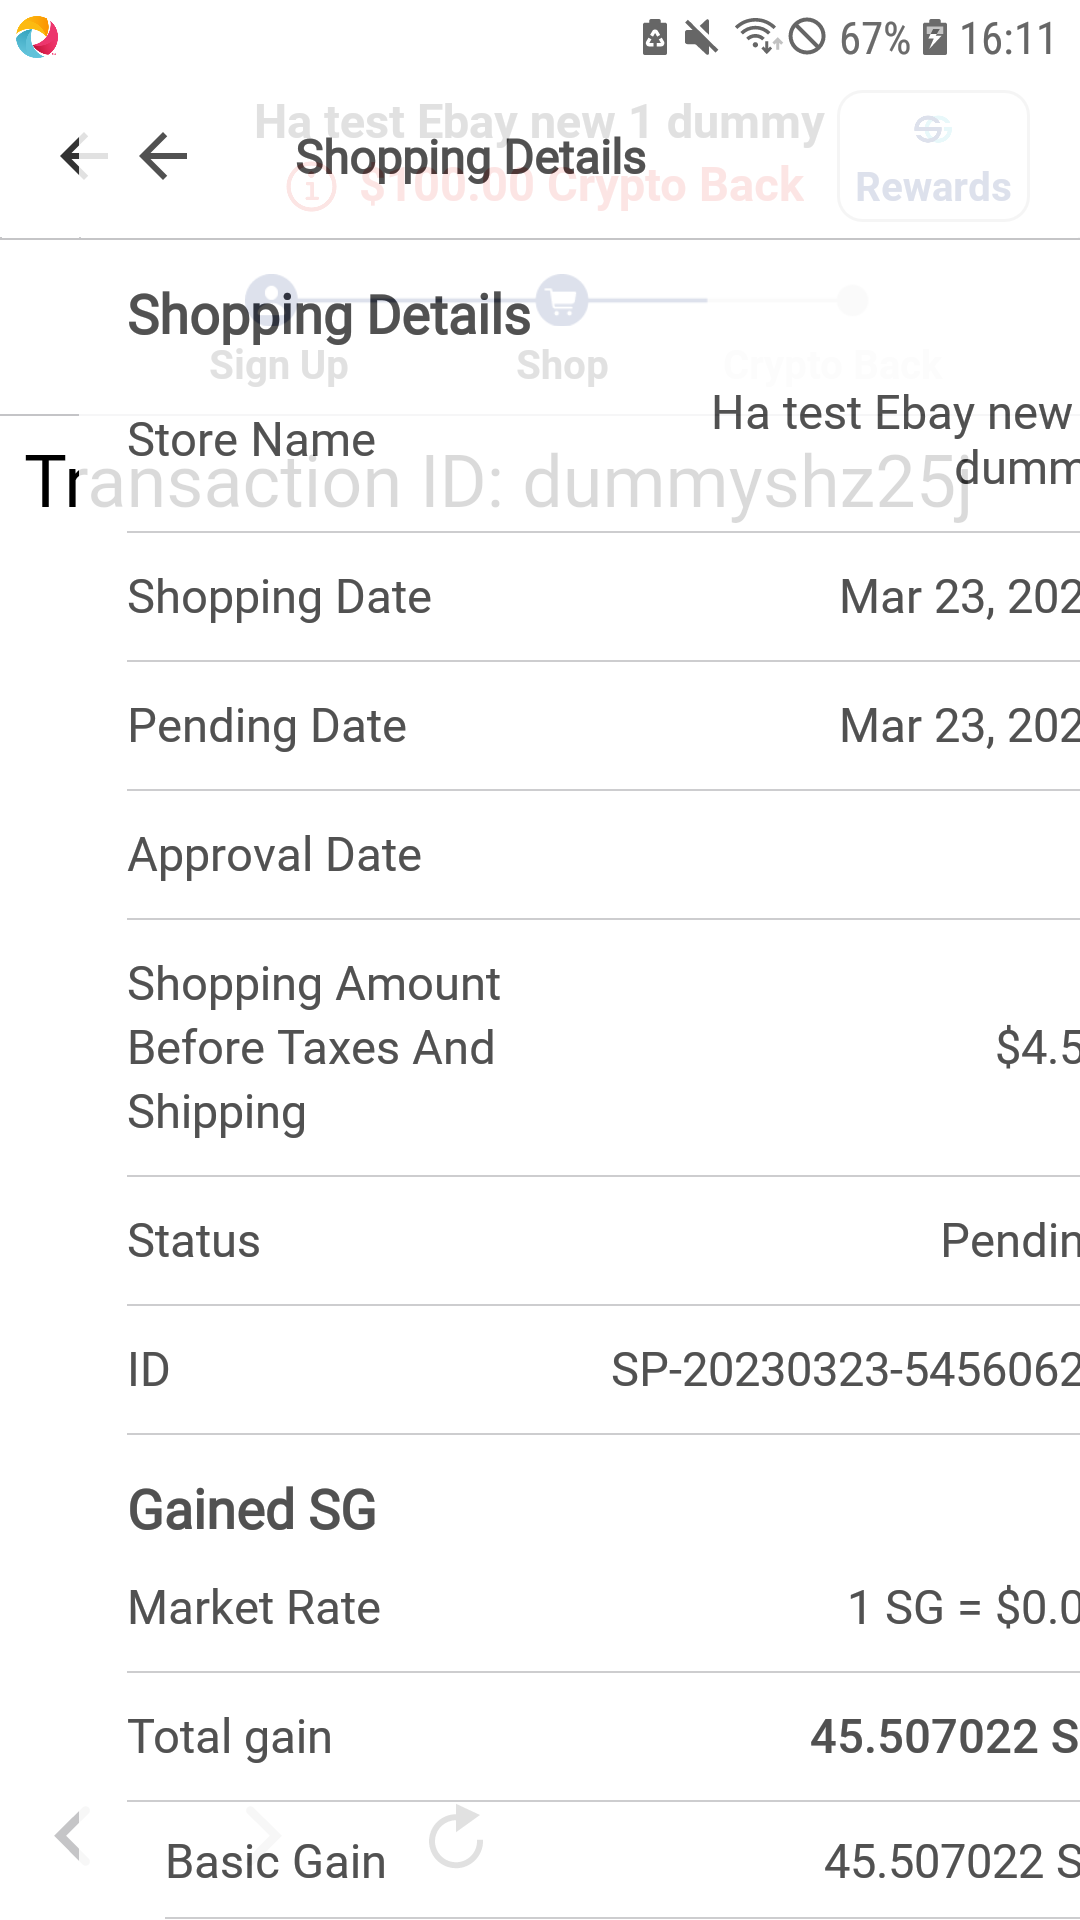 67% 16:11
Ha test Ebay new 1 dummy
Shopping Details
$100.00 Crypto Back
Rewards
Shopping Details
Sign Up
Shop
Crypto Back
Store Name
Ha test Ebay new
dumm
Transaction ID: dummyshz25j
Shopping Date
Mar 23, 202
Pending Date
Mar 23, 202
Approval Date
Shopping Amount
Before Taxes And
Shipping
$4.5
Status
Pendin
ID
SP-20230323-5456062
Gained SG
Market Rate
1 SG = $0.0
Total gain
45.507022 S
Basic Gain
45.507022 S